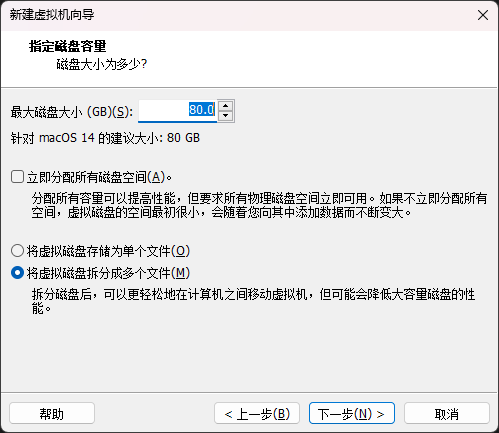 新建虚拟机向导
指定磁盘容量
磁盘大小为多少?
最大磁盘大小 (GB)(S):
80.0
针对 macOS 14 的建议大小: 80 GB
立即分配所有磁盘空间(A)。
分配所有容量可以提高性能，但要求所有物理磁盘空间立即可用。如果不立即分配所有
空间，虚拟磁盘的空间最初很小，会随着您向其中添加数据而不断变大。
将虚拟磁盘存储为单个文件(O)
将虚拟磁盘拆分成多个文件(M)
拆分磁盘后，可以更轻松地在计算机之间移动虚拟机，但可能会降低大容量磁盘的性
能。
帮助
< 上一步(B)
下一步(N) >
取消